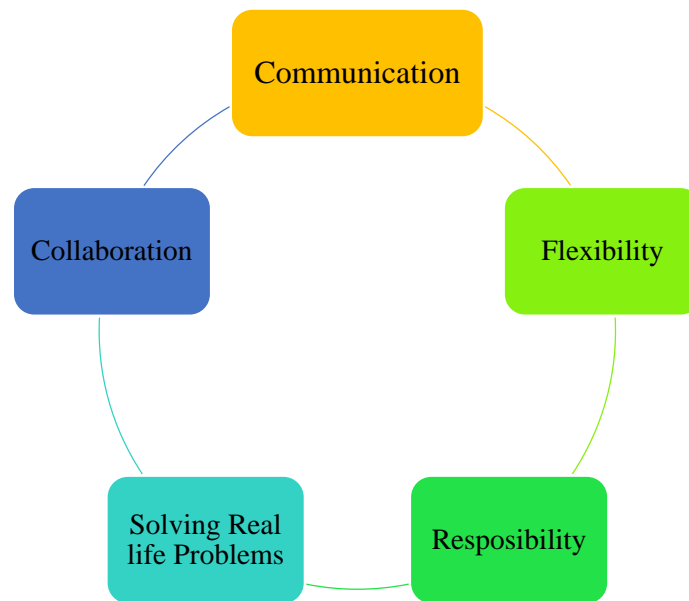 Communication
Collaboration
Flexibility
Solving Real
life Problems
Resposibility